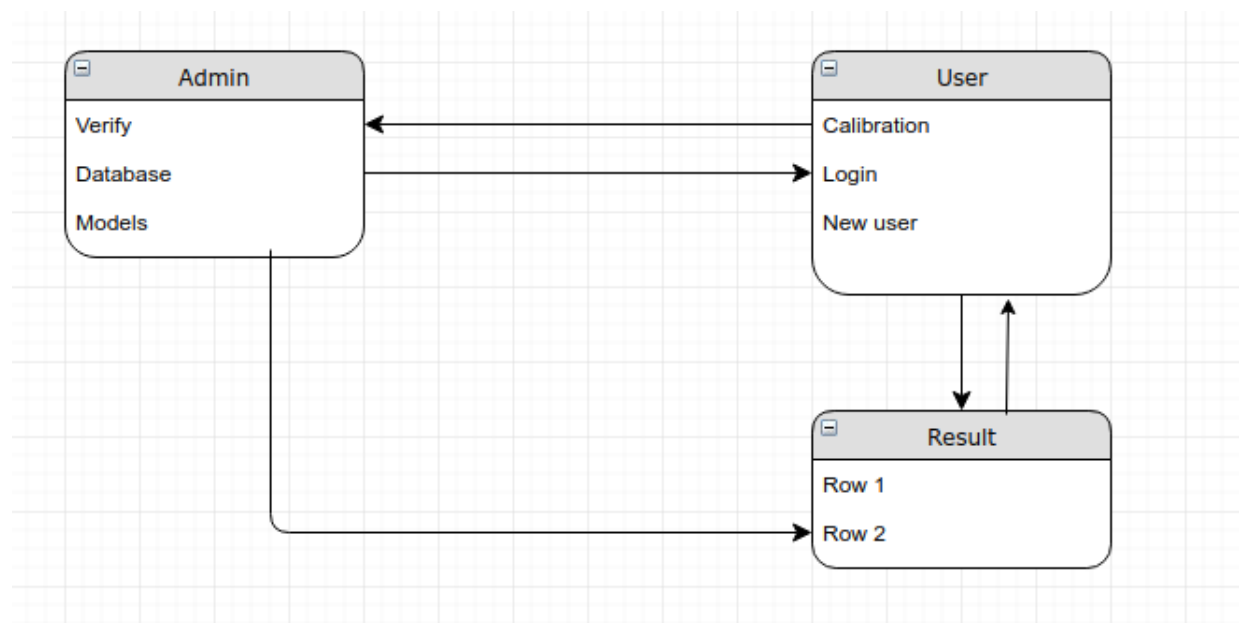 Admin
Verify
Database
Models
User
Calibration
Login
New user
Result
Row 1
Row 2